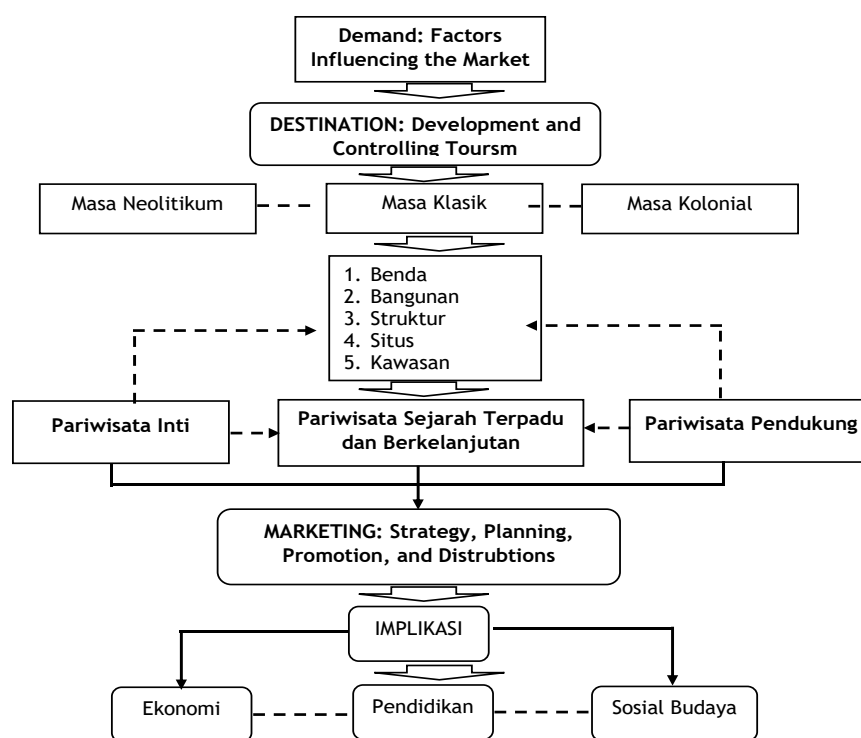 Demand: Factors
Influencing the Market
DESTINATION: Development and
Controlling Toursm
Masa Neolitikum
Masa Klasik
Masa Kolonial
1. Benda
2. Bangunan
3. Struktur
4. Situs
5. Kawasan
Pariwisata Inti
Pariwisata Sejarah Terpadu
dan Berkelanjutan
Pariwisata Pendukung
MARKETING: Strategy, Planning,
Promotion, and Distrubtions
IMPLIKASI
Ekonomi
Pendidikan
Sosial Budaya